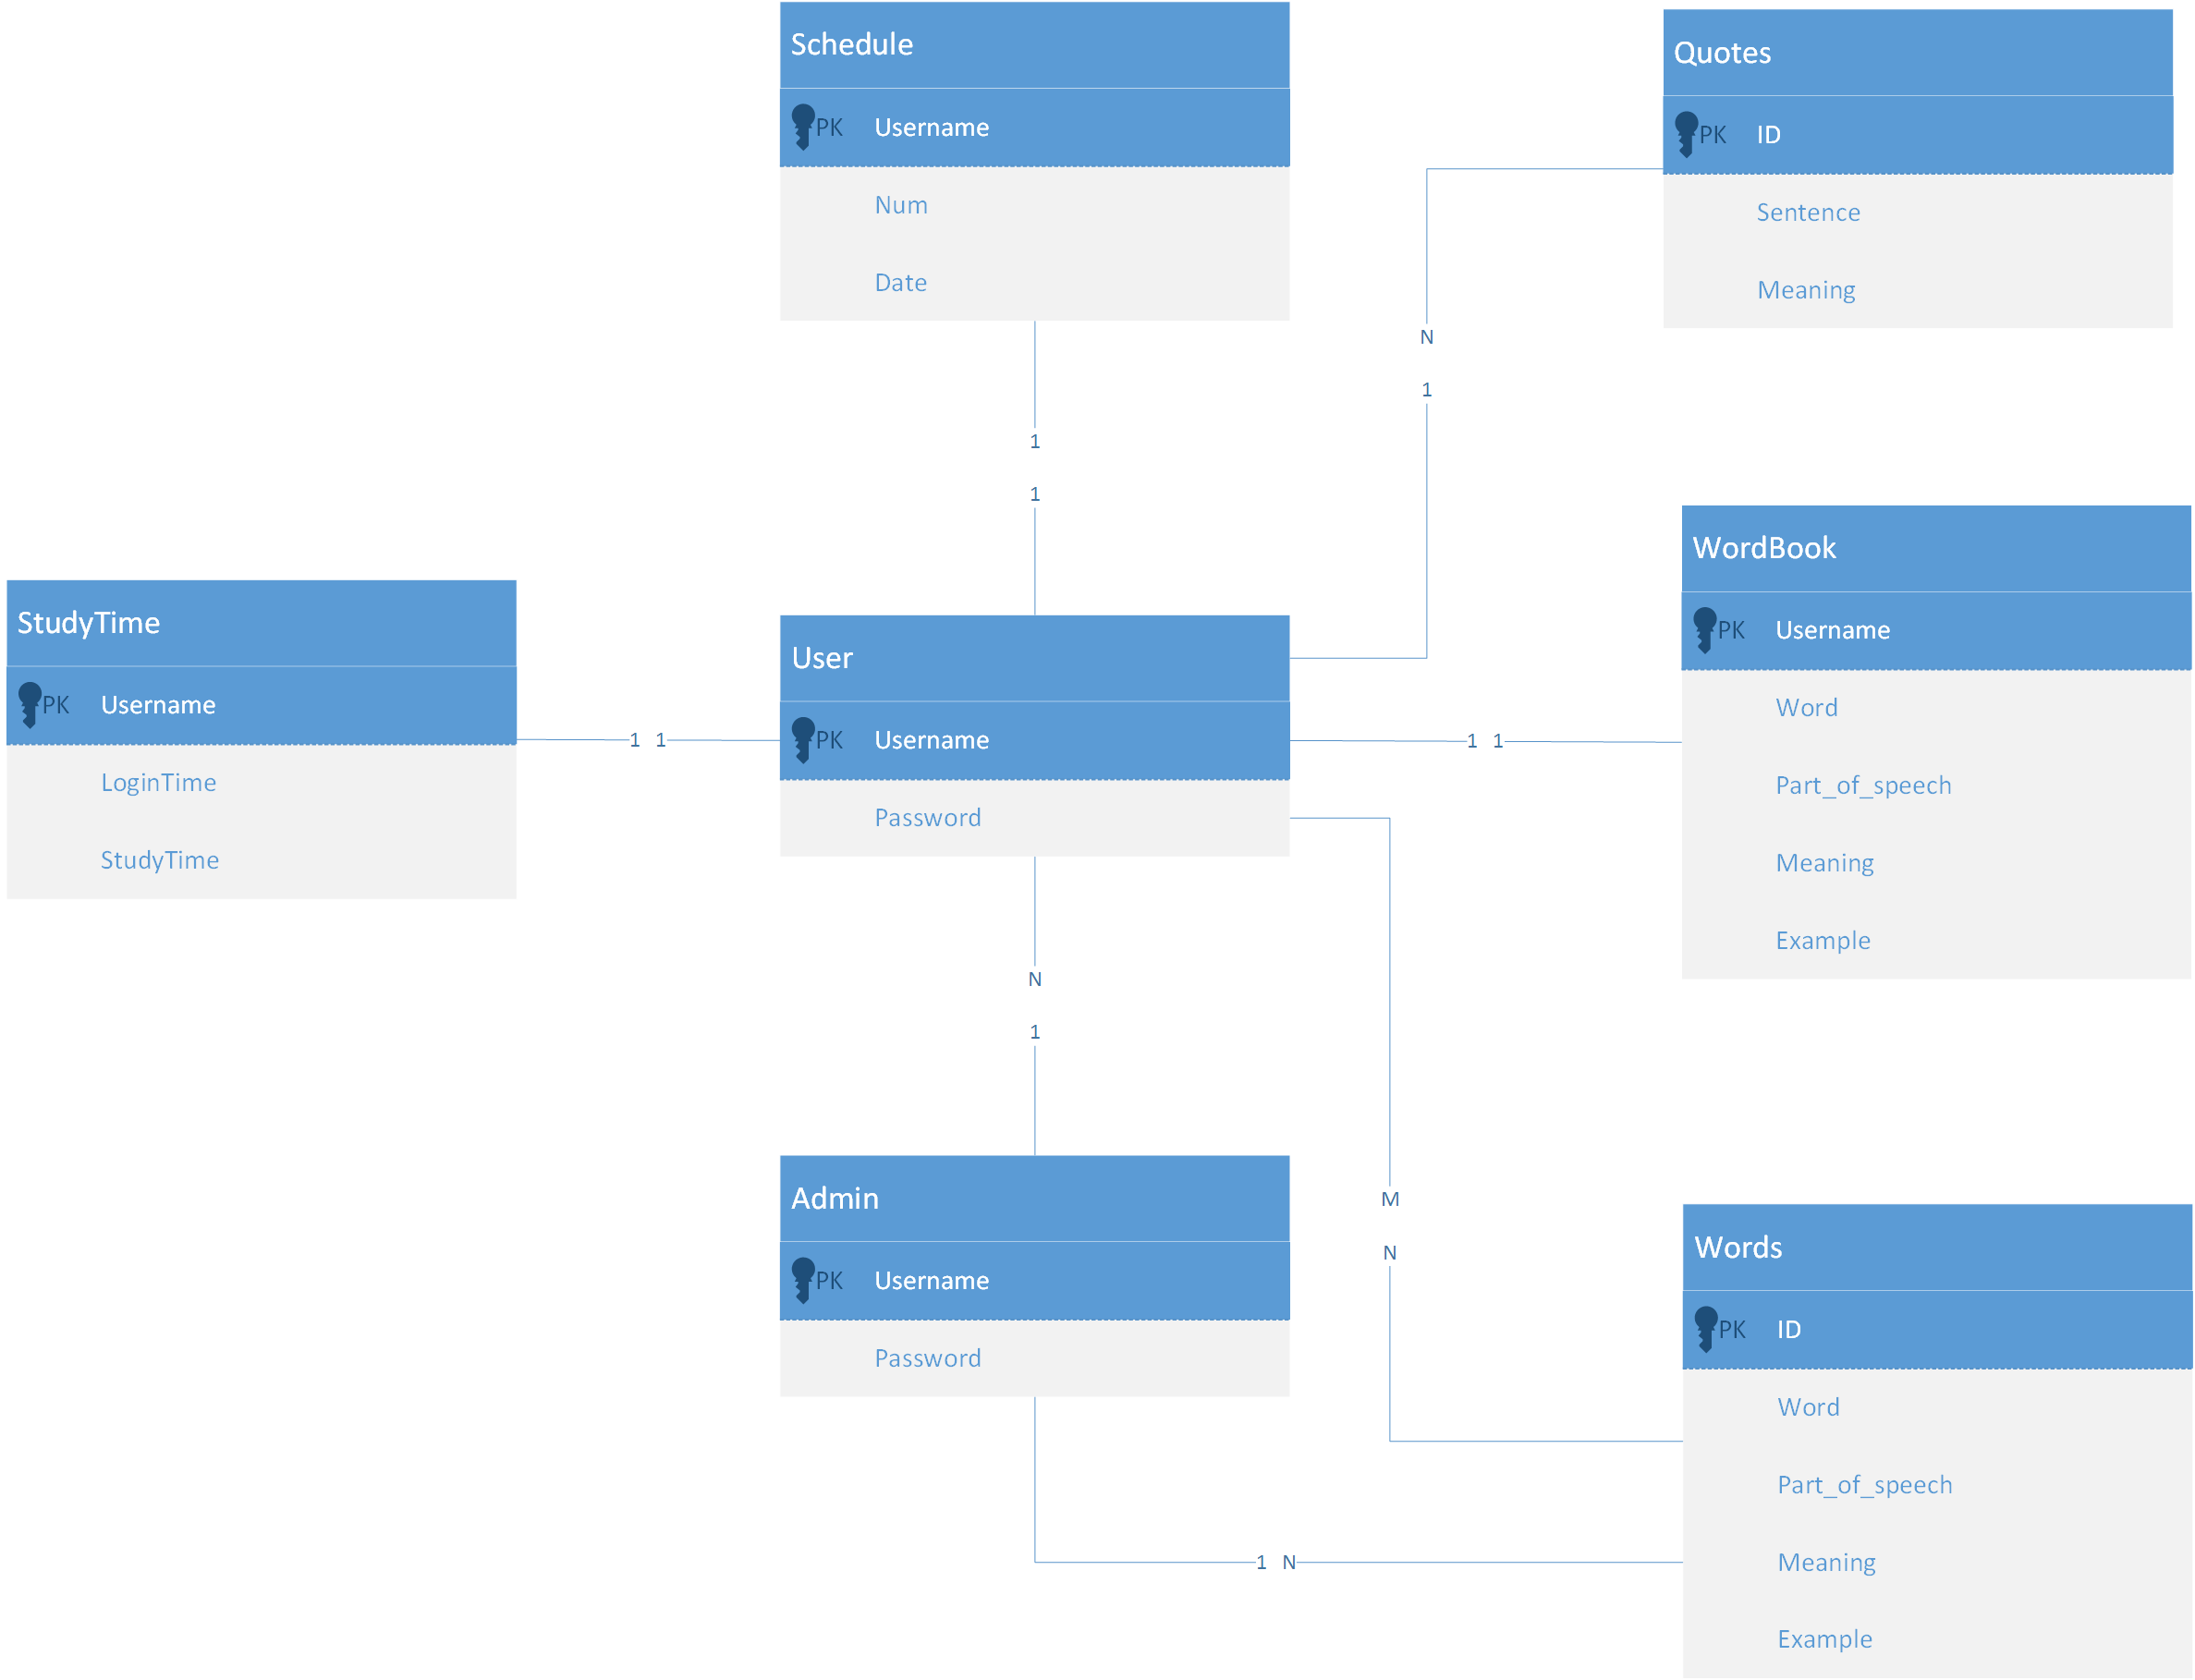 Schedule
PK Username
Num
Date
Quotes
PK ID
Sentence
Meaning
N
1
1
1
StudyTime
PK Username
LoginTime
StudyTime
1 1
User
PK Username
Password
1 1
WordBook
PK Username
Word
Part_of_speech
Meaning
Example
N
1
M
N
Admin
PK Username
Password
1 N
Words
PK ID
Word
Part_of_speech
Meaning
Example